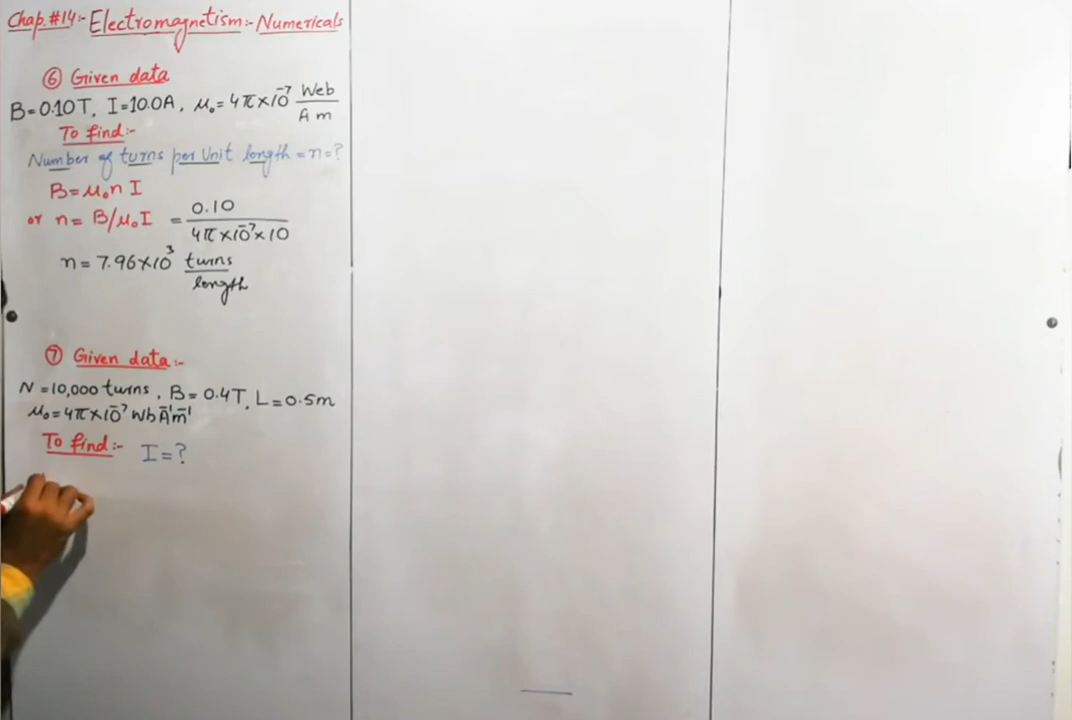 Chap.#14:- Electromagnetism:- Numericals
⑥ Given data
B=0.10T, I=10.0A, μ₀=4π×10⁻⁷ Web/A m
To find:-
Number of turns per Unit length = n=?
B=μ₀n I
or n= B/μ₀I = 0.10/4π×10⁻⁷×10
n=7.96×10³ turns/length
⑦ Given data:-
N=10,000 turns, B=0.4T, L=0.5m
μ₀=4π×10⁻⁷ Wb A⁻¹m⁻¹
To find:- I=?